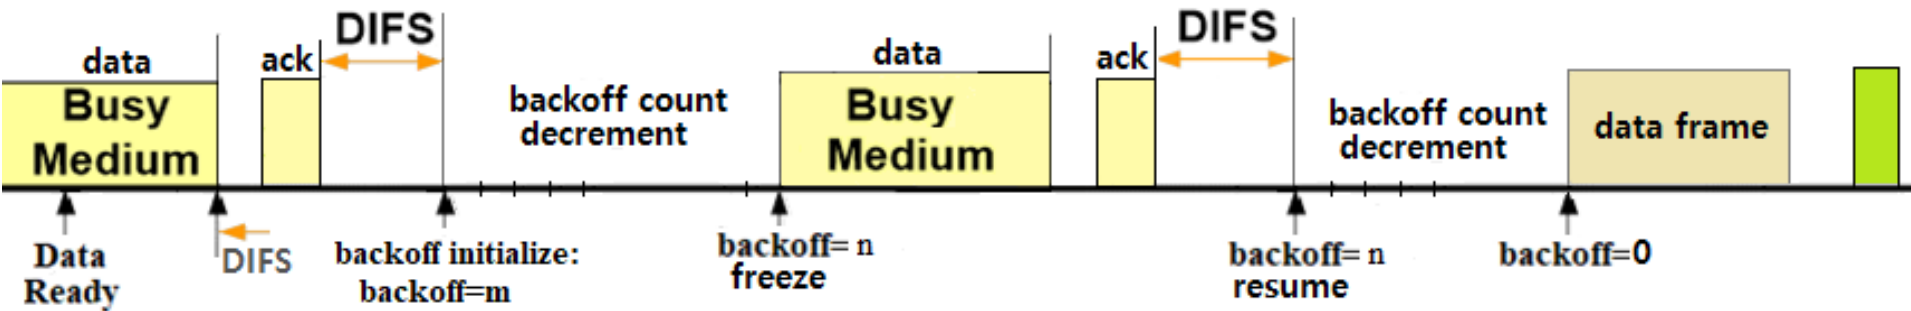 data
Busy
Medium
ack
DIFS
backoff count
decrement
data
Busy
Medium
ack
DIFS
backoff count
decrement
data frame
Data
Ready
DIFS
backoff initialize:
backoff=m
backoff= n
freeze
backoff= n
resume
backoff=0